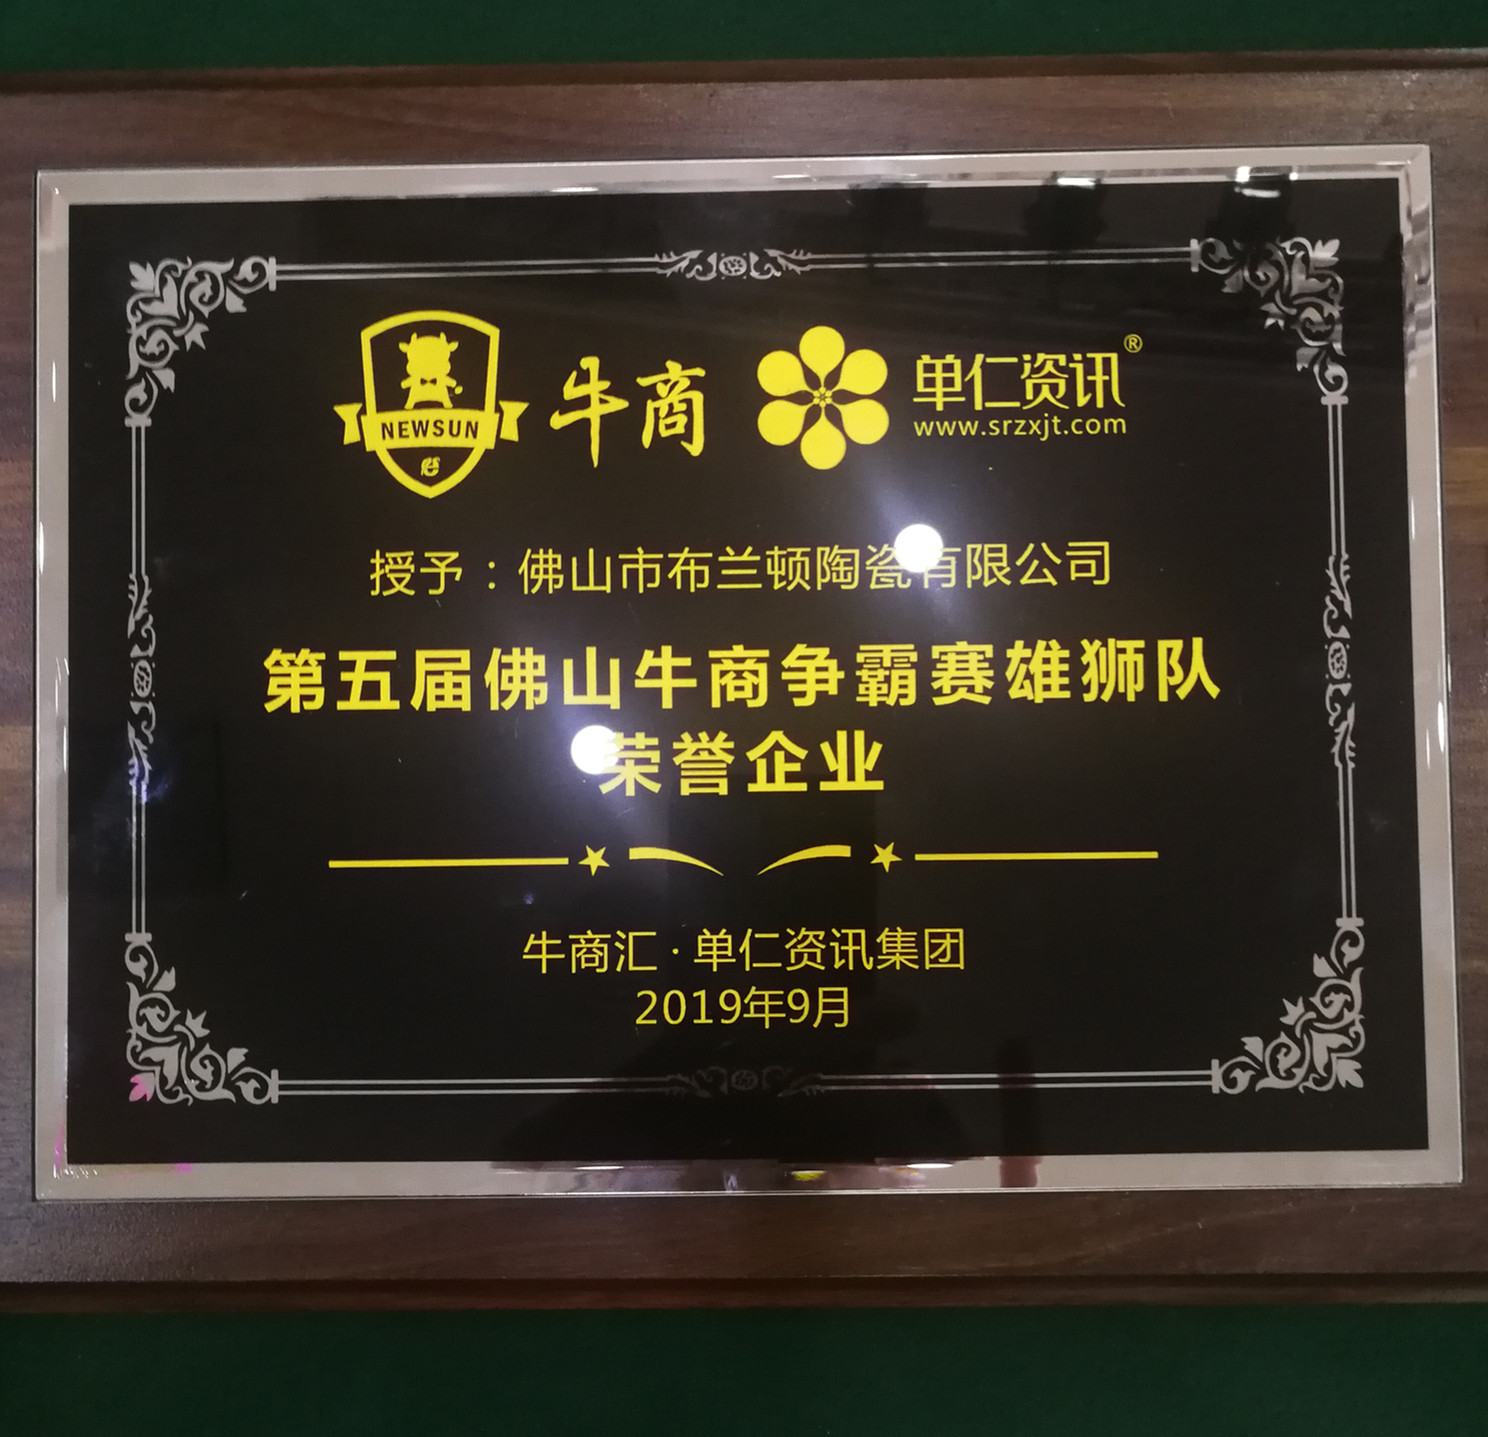 NEWSUN
牛商
单仁资讯®
www.srzxjt.com
授予：佛山市布兰顿陶瓷有限公司
第五届佛山牛商争霸赛雄狮队
荣誉企业
牛商汇·单仁资讯集团
2019年9月